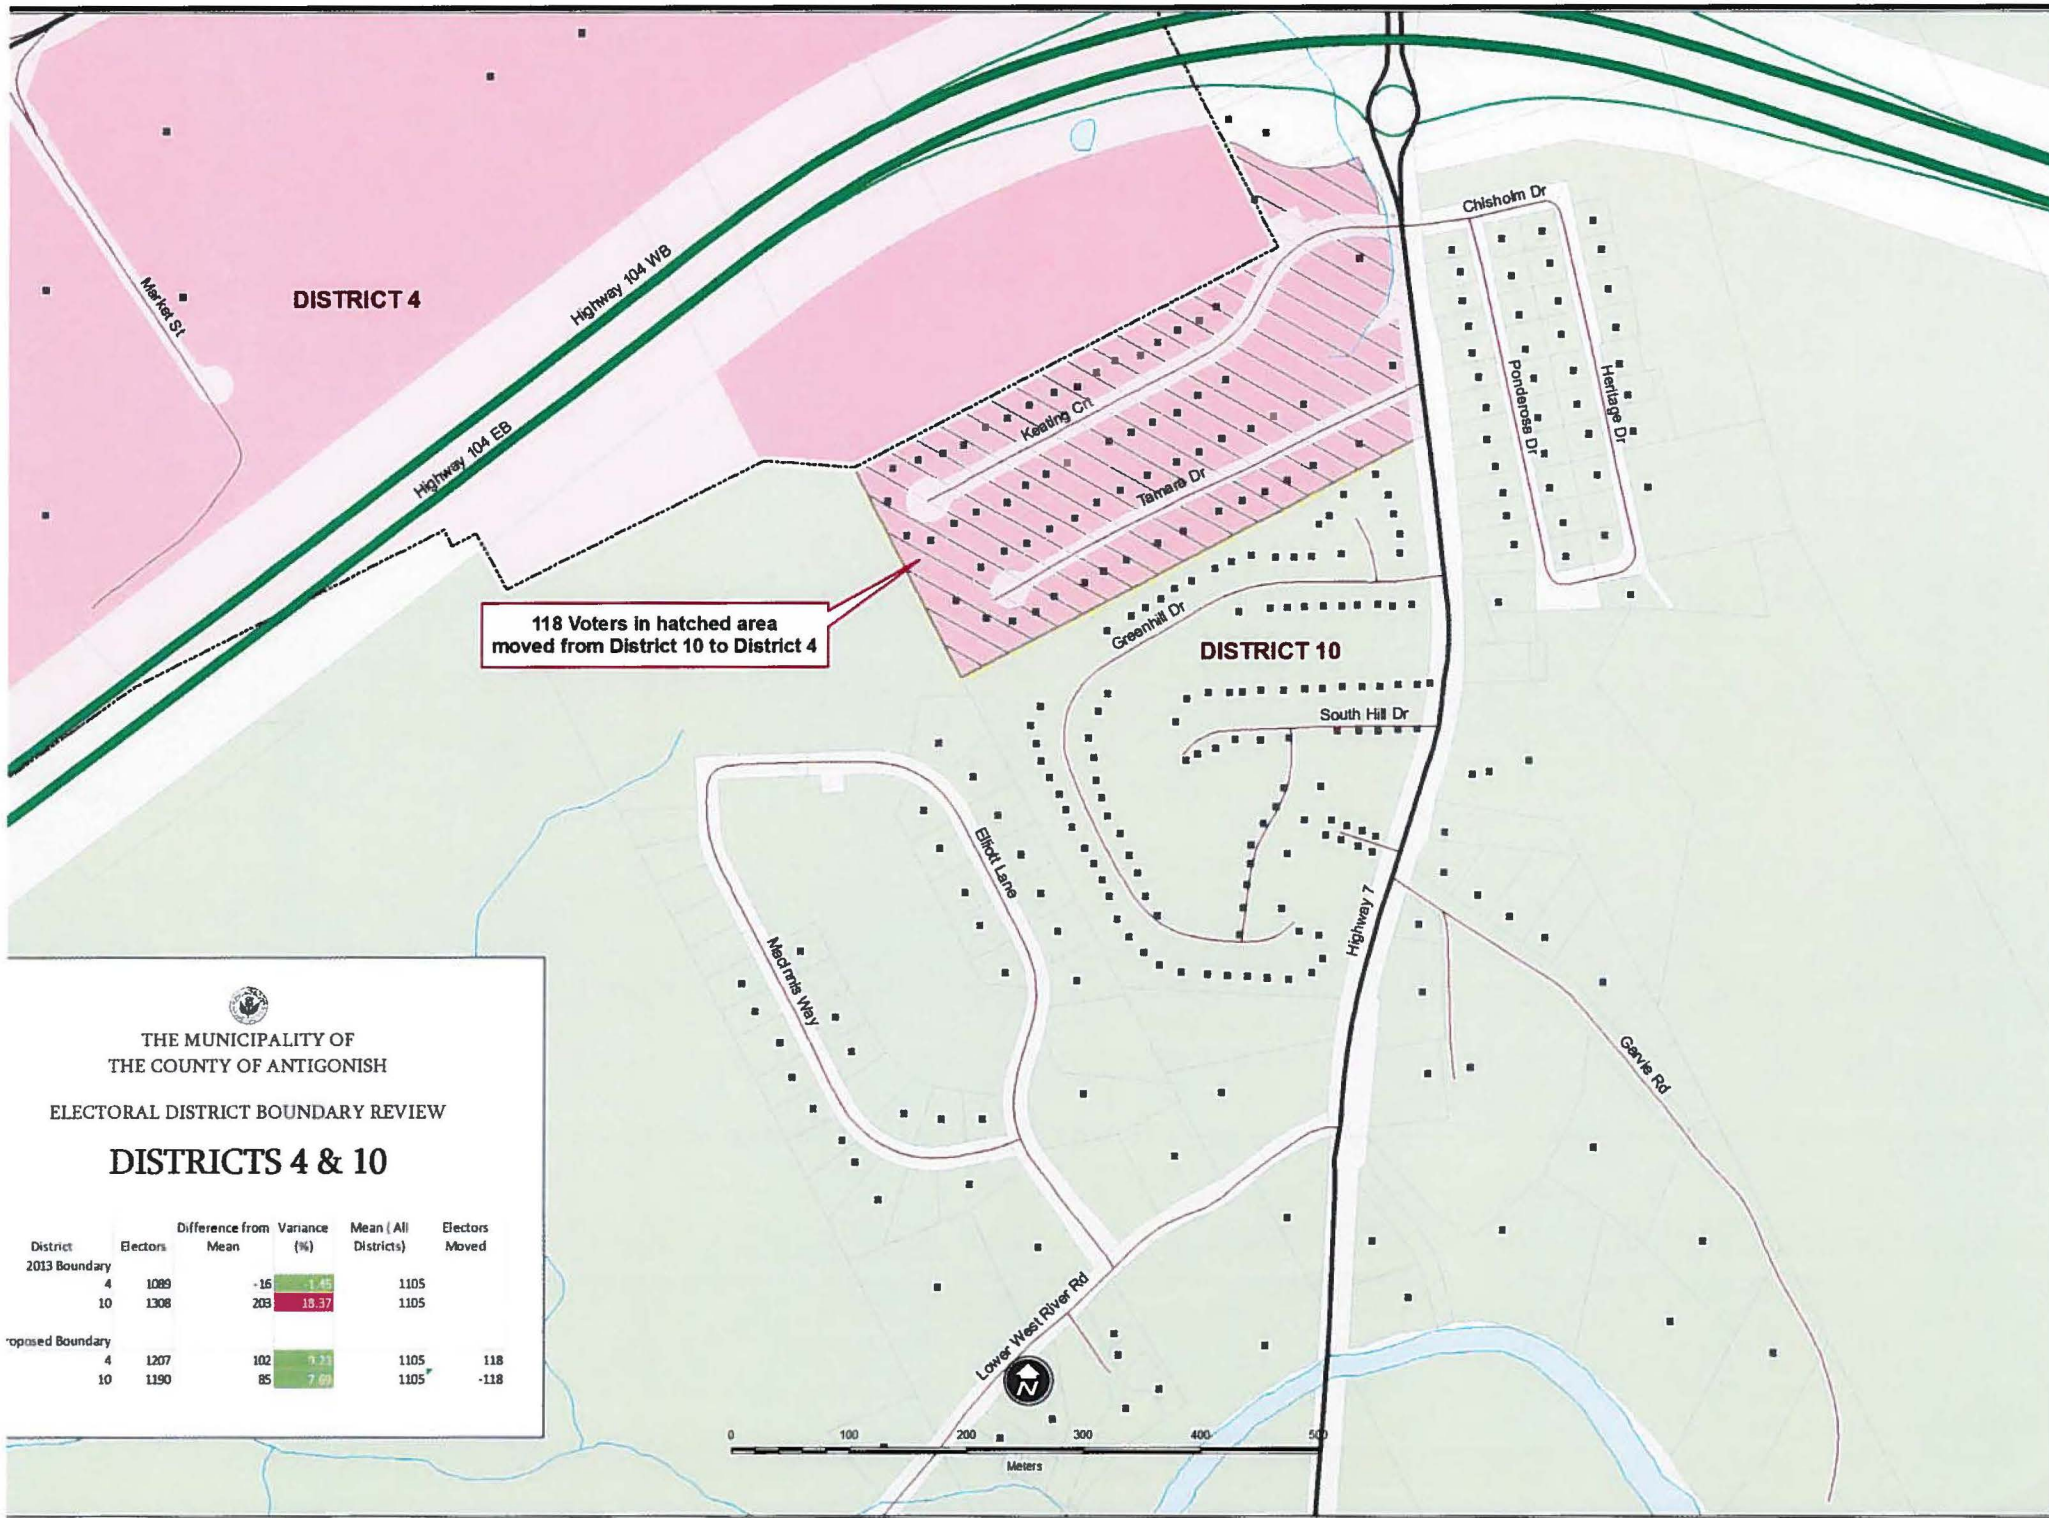 Chisholm Dr
Highway 104 WB
Market St
DISTRICT 4
Ponderosa Dr
Heritage Dr
Keating Crt
Highway 104 EB
Tamara Dr
118 Voters in hatched area
moved from District 10 to District 4
Greenhill Dr
DISTRICT 10
South Hill Dr
Elliott Lane
Highway 7
MacInnis Way
Garvie Rd
THE MUNICIPALITY OF
THE COUNTY OF ANTIGONISH
ELECTORAL DISTRICT BOUNDARY REVIEW
DISTRICTS 4 & 10
Difference from Variance Mean ( All Electors
District Electors Mean (%) Districts) Moved
2013 Boundary
4 1089 -16 -1.45 1105
10 1308 203 18.37 1105
roposed Boundary
4 1207 102 9.23 1105 118
10 1190 85 7.69 1105 -118
Lower West River Rd
N
0 100 200 300 400 500
Meters